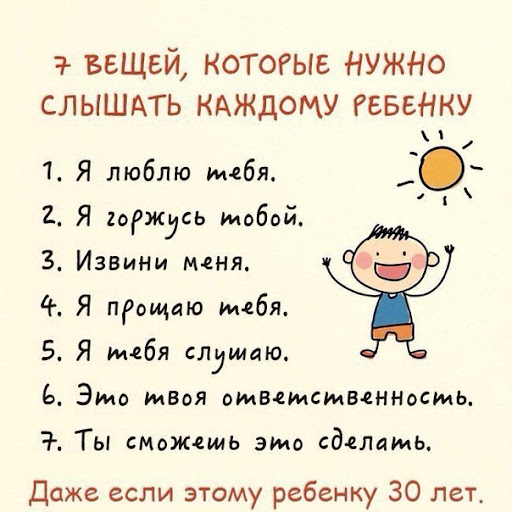 7 ВЕЩЕЙ, КОТОРЫЕ НУЖНО
СЛЫШАТЬ КАЖДОМУ РЕБЕНКУ
1. Я люблю тебя.
2. Я горжусь тобой.
3. Извини меня.
4. Я прощаю тебя.
5. Я тебя слушаю.
6. Это твоя ответственность.
7. Ты сможешь это сделать.
Даже если этому ребенку 30 лет.